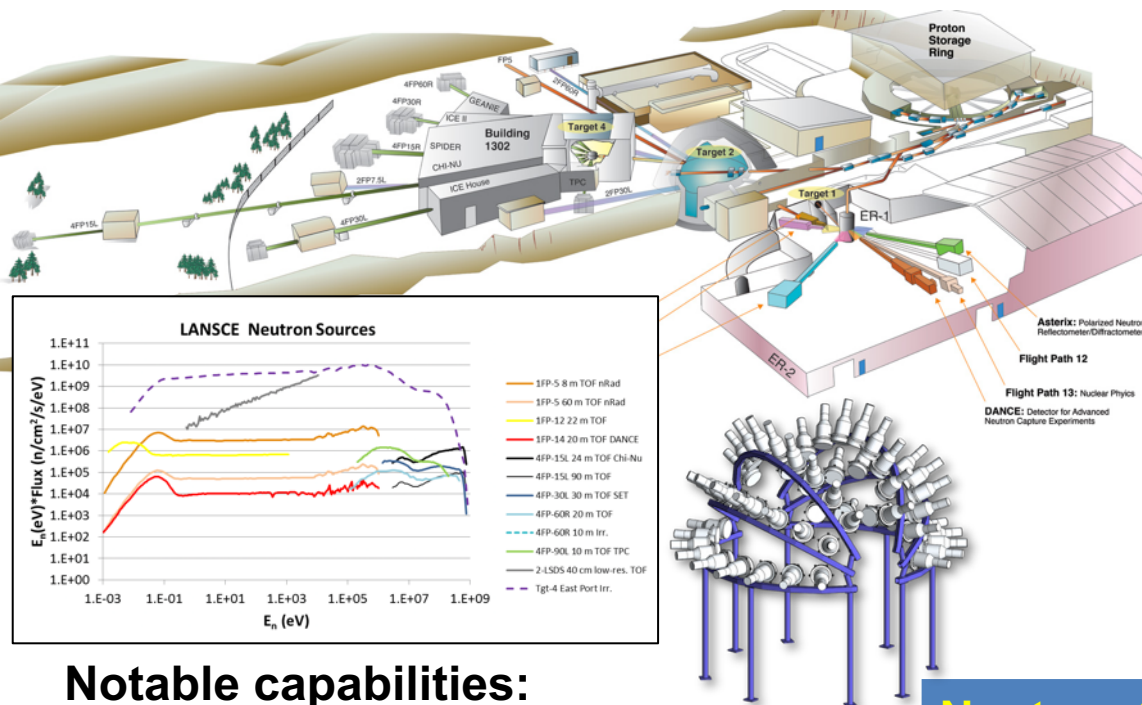 Proton
Storage
Ring
FP5
2FP60R
4FP60R
GEANIE
4FP30R
ICE II
Building
1302
Target 4
SPIDER
4FP15R
CHI-NU
Target 2
2FP7.5L
ICE House
TPC
2FP30L
Target 1
ER-1
4FP15L
4FP30L
ER-2
Asterix: Polarized Neutron
Reflectometer/Diffractometer
Flight Path 12
Flight Path 13: Nuclear Phyics
DANCE: Detector for Advanced
Neutron Capture Experiments
LANSCE Neutron Sources
En(eV)*Flux (n/cm2/s/eV)
1.E+11
1.E+10
1.E+09
1.E+08
1.E+07
1.E+06
1.E+05
1.E+04
1.E+03
1.E+02
1.E+01
1.E+00
1.E-03 1.E-01 1.E+01 1.E+03 1.E+05 1.E+07 1.E+09
En (eV)
1FP-5 8 m TOF nRad
1FP-5 60 m TOF nRad
1FP-12 22 m TOF
1FP-14 20 m TOF DANCE
4FP-15L 24 m TOF Chi-Nu
4FP-15L 90 m TOF
4FP-30L 30 m TOF SET
4FP-60R 20 m TOF
4FP-60R 10 m Irr.
4FP-90L 10 m TOF TPC
2-LSDS 40 cm low-res. TOF
Tgt-4 East Port Irr.
Notable capabilities: